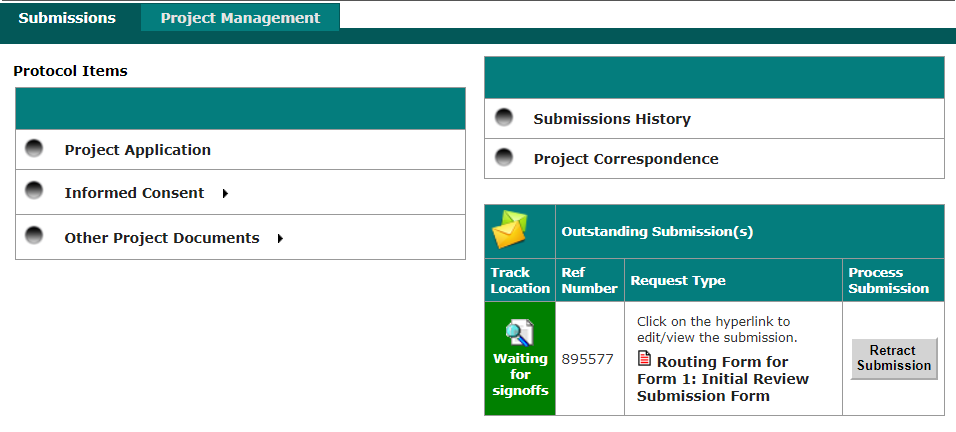 Submissions
Project Management
Protocol Items
Project Application
Informed Consent
Other Project Documents
Submissions History
Project Correspondence
Outstanding Submission(s)
Track
Location
Ref
Number
Request Type
Process
Submission
Waiting
for
signoffs
895577
Click on the hyperlink to
edit/view the submission.
Routing Form for
Form 1: Initial Review
Submission Form
Retract
Submission